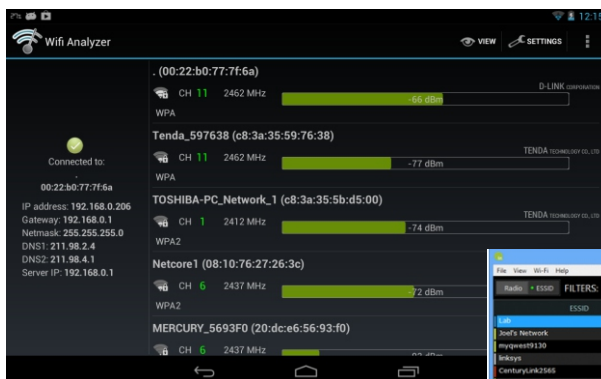 12:15
Wifi Analyzer
VIEW
SETTINGS
Connected to:
.
00:22:b0:77:7f:6a
IP address: 192.168.0.206
Gateway: 192.168.0.1
Netmask: 255.255.255.0
DNS1: 211.98.2.4
DNS2: 211.98.4.1
Server IP: 192.168.0.1
. (00:22:b0:77:7f:6a)
D-LINK CORPORATION
CH 11 2462 MHz
-66 dBm
WPA
Tenda_597638 (c8:3a:35:59:76:38)
TENDA TECHNOLOGY CO., LTD.
CH 11 2462 MHz
-77 dBm
WPA
TOSHIBA-PC_Network_1 (c8:3a:35:5b:d5:00)
TENDA TECHNOLOGY CO., LTD.
CH 1 2412 MHz
-74 dBm
WPA2
Netcore1 (08:10:76:27:26:3c)
CH 6 2437 MHz
-72 dBm
WPA2
MERCURY_5693F0 (20:dc:e6:56:93:f0)
CH 6 2437 MHz
File View Wi-Fi Help
Radio + ESSID FILTERS:
ESSID
Lab
Joel's Network
myqwest9130
linksys
CenturyLink2565